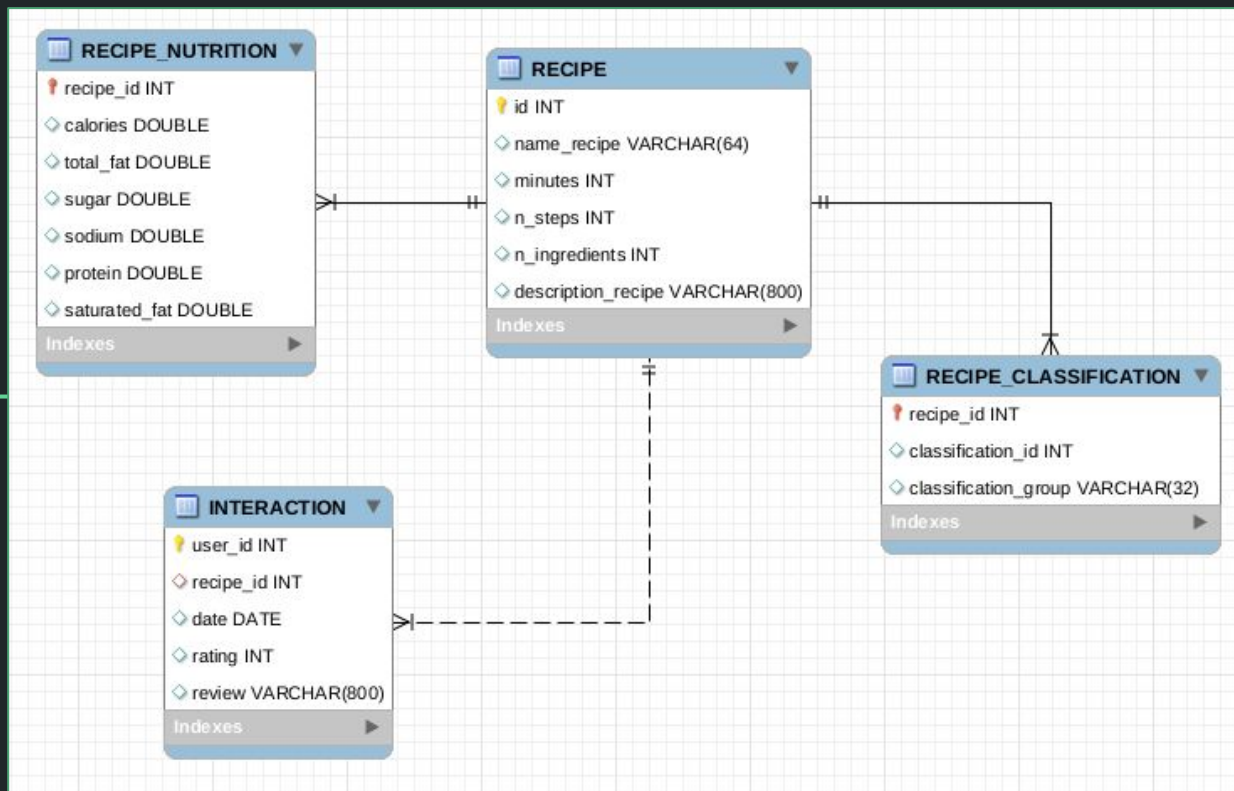 RECIPE_NUTRITION
recipe_id INT
calories DOUBLE
total_fat DOUBLE
sugar DOUBLE
sodium DOUBLE
protein DOUBLE
saturated_fat DOUBLE
Indexes
RECIPE
id INT
name_recipe VARCHAR(64)
minutes INT
n_steps INT
n_ingredients INT
description_recipe VARCHAR(800)
Indexes
RECIPE_CLASSIFICATION
recipe_id INT
classification_id INT
classification_group VARCHAR(32)
Indexes
INTERACTION
user_id INT
recipe_id INT
date DATE
rating INT
review VARCHAR(800)
Indexes